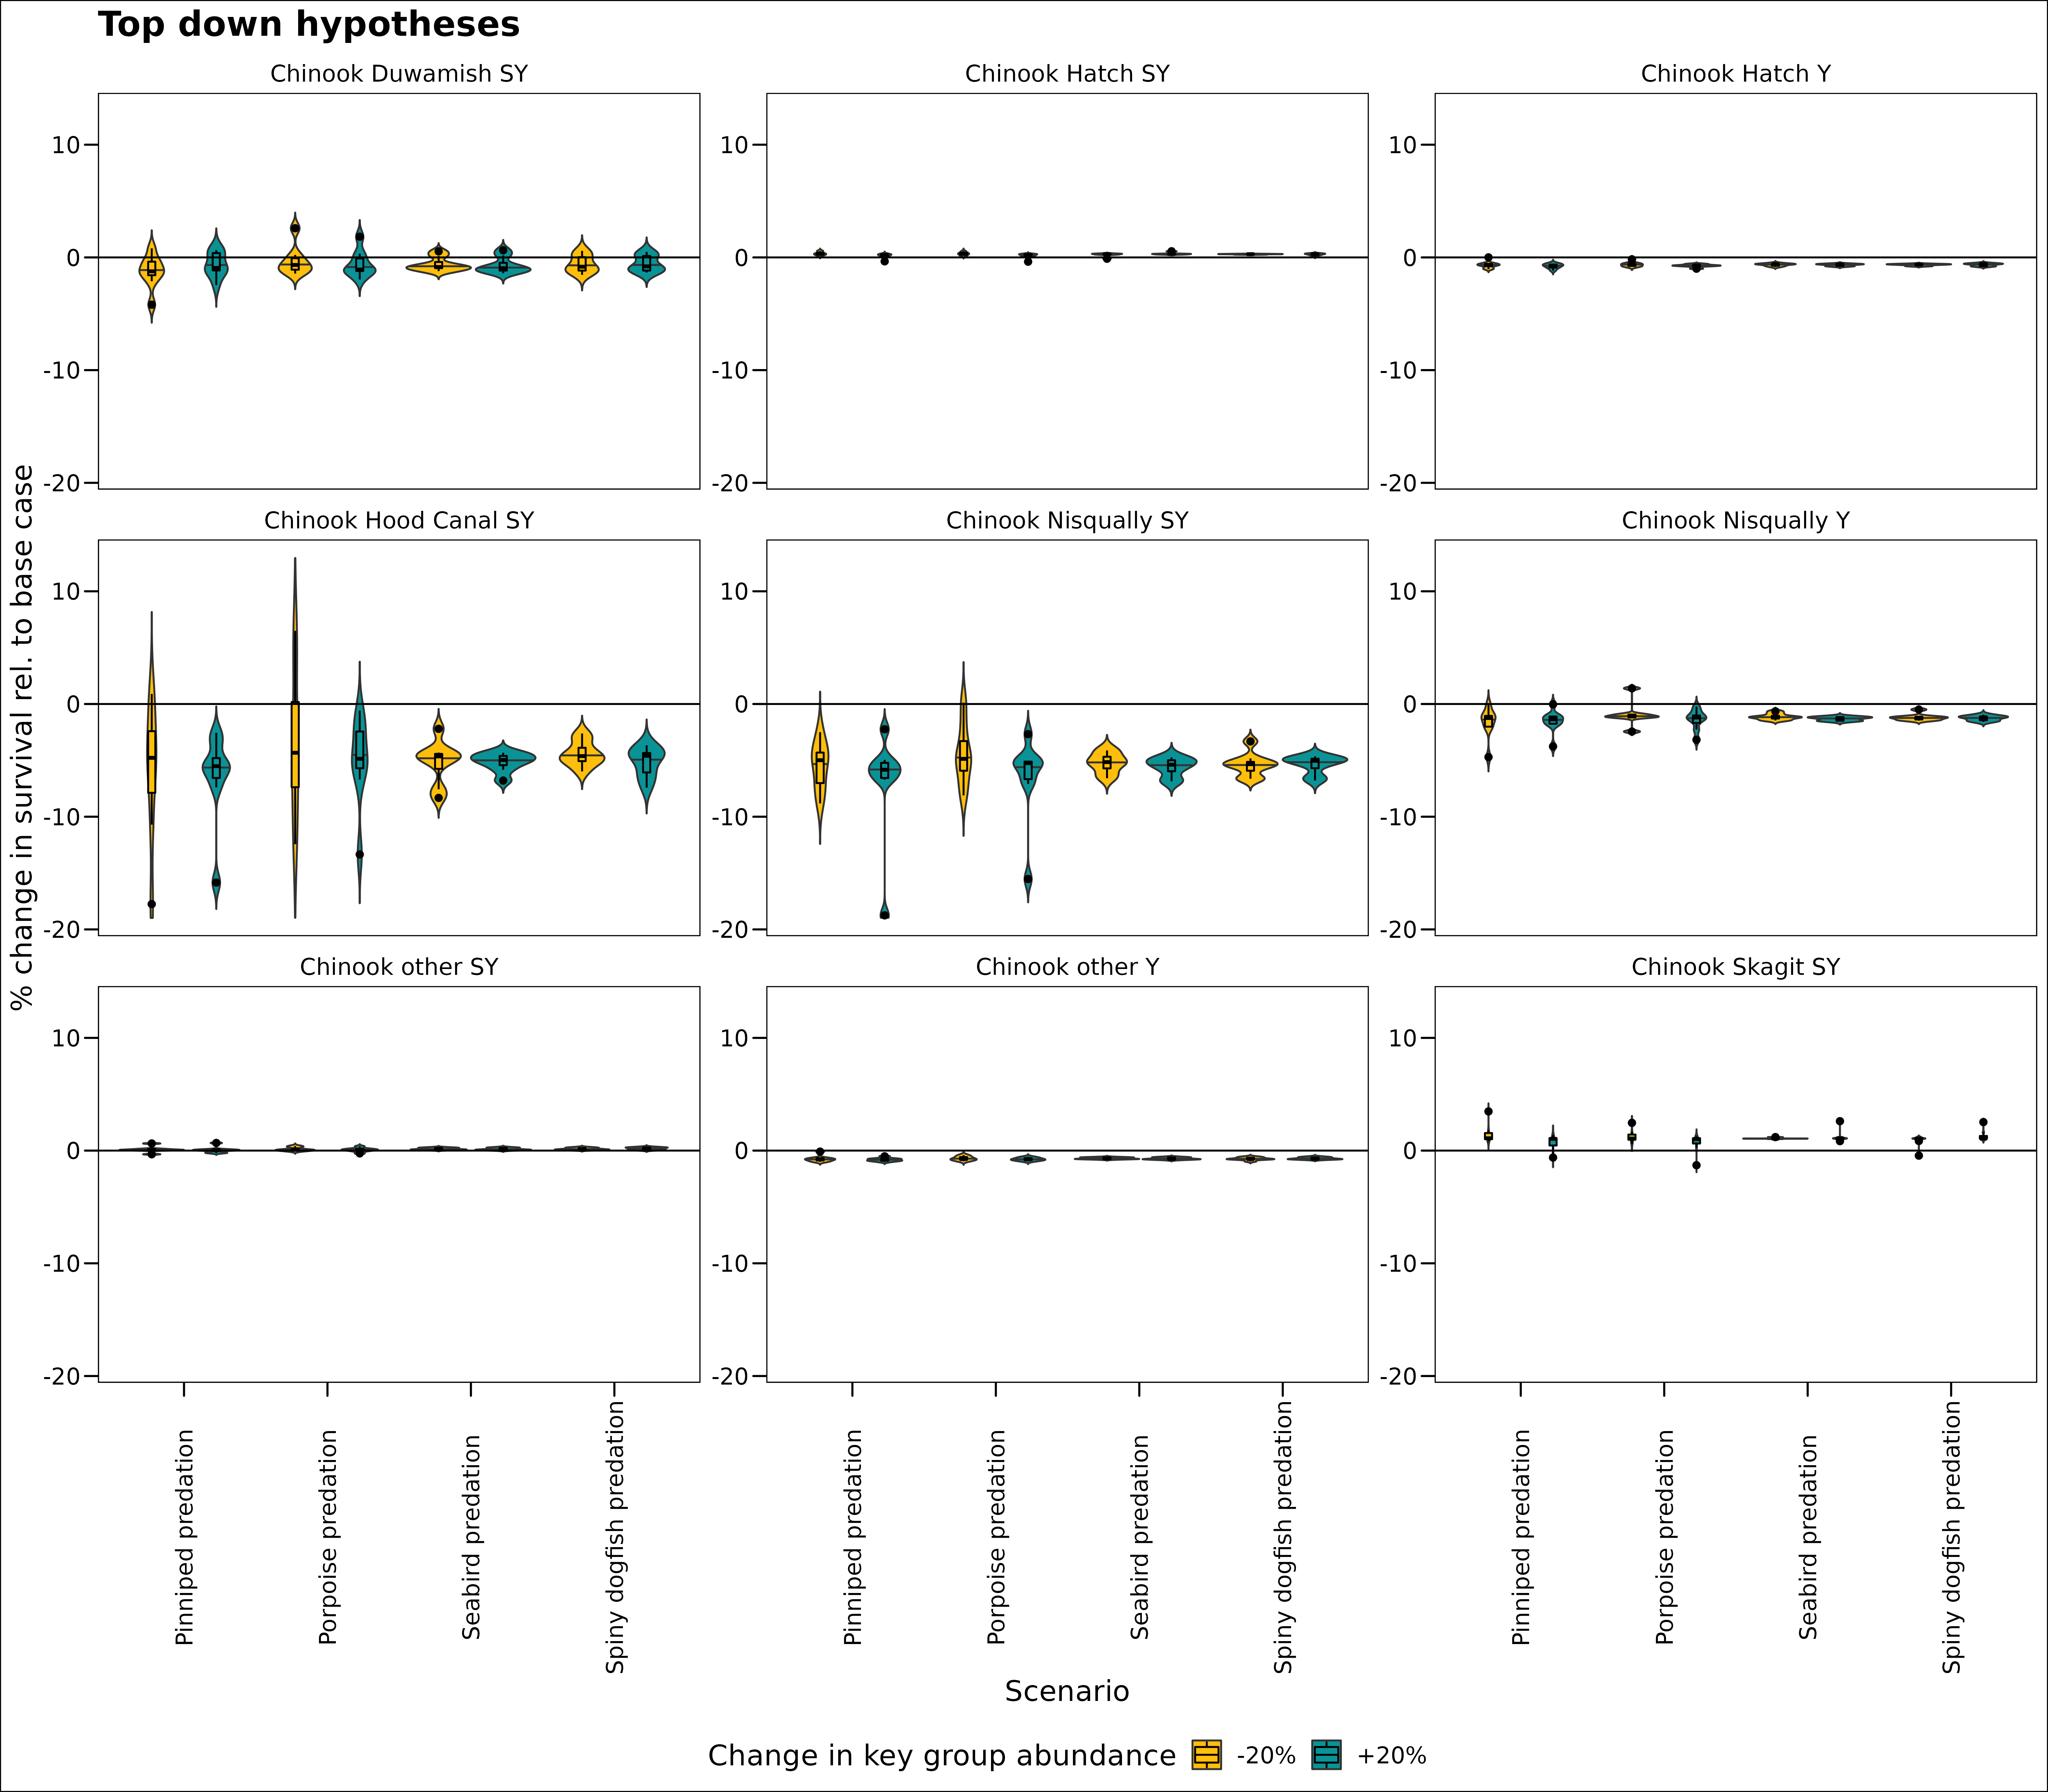 Top down hypotheses
Chinook Duwamish SY
Chinook Hatch SY
Chinook Hatch Y
10
0
-10
-20
10
0
-10
-20
10
0
-10
-20
% change in survival rel. to base case
Chinook Hood Canal SY
Chinook Nisqually SY
Chinook Nisqually Y
10
0
-10
-20
10
0
-10
-20
10
0
-10
-20
Chinook other SY
Chinook other Y
Chinook Skagit SY
10
0
-10
-20
10
0
-10
-20
10
0
-10
-20
Pinniped predation
Porpoise predation
Seabird predation
Spiny dogfish predation
Pinniped predation
Porpoise predation
Seabird predation
Spiny dogfish predation
Pinniped predation
Porpoise predation
Seabird predation
Spiny dogfish predation
Scenario
Change in key group abundance -20% +20%